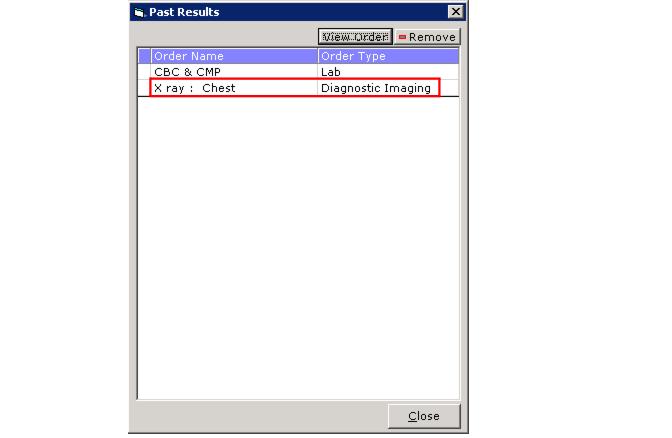 Past Results
View Order Remove
Order Name Order Type
CBC & CMP Lab
X ray : Chest Diagnostic Imaging
Close